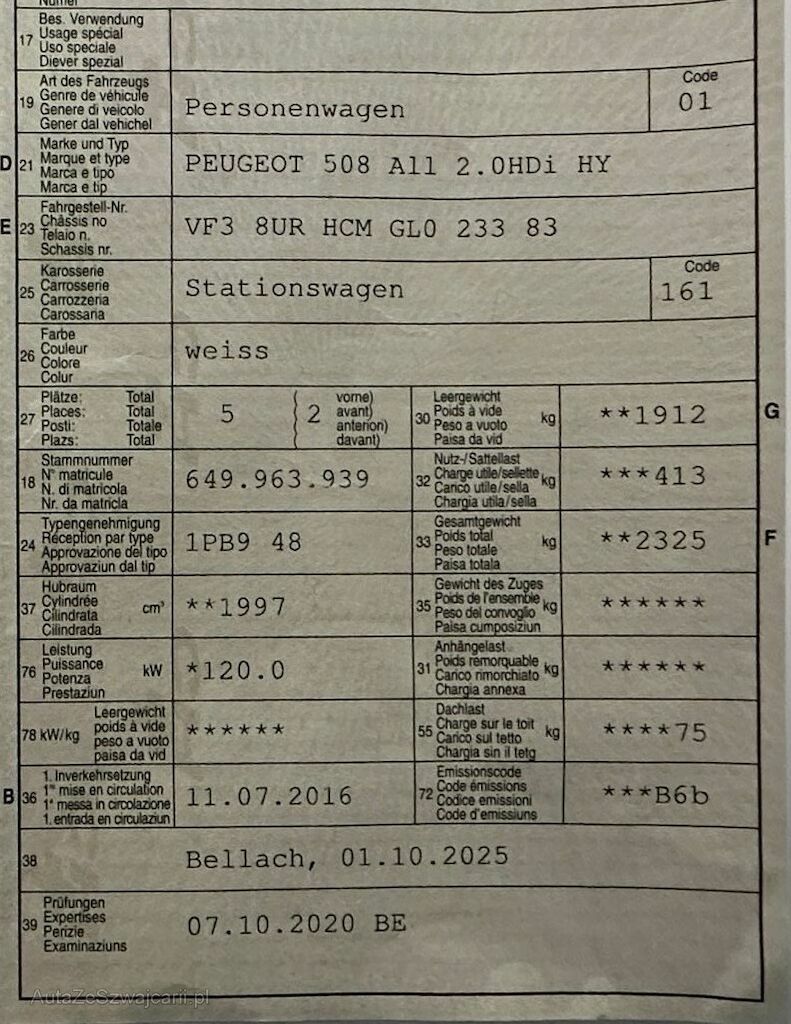 Numer
17 Bes. Verwendung
Usage spécial
Uso speciale
Diever spezial
19 Art des Fahrzeugs
Genre de véhicule
Genere di veicolo
Gener dal vehichel
Personenwagen
Code
01
D 21 Marke und Typ
Marque et type
Marca e tipo
Marca e tip
PEUGEOT 508 All 2.0HDi HY
E 23 Fahrgestell-Nr.
Châssis no
Telaio n.
Schassis nr.
VF3 8UR HCM GL0 233 83
25 Karosserie
Carrosserie
Carrozzeria
Carossaria
Stationswagen
Code
161
26 Farbe
Couleur
Colore
Colur
weiss
27 Plätze: Total
Places: Total
Posti: Totale
Plazs: Total
5 ( 2 vorne)
avant)
anterion)
davant)
30 Leergewicht
Poids à vide
Peso a vuoto
Paisa da vid
kg **1912 G
18 Stammnummer
N° matricule
N. di matricola
Nr. da matricla
649.963.939
32 Nutz-/Sattellast
Charge utile/sellette
Carico utile/sella
Chargia utila/sella
kg ***413
24 Typengenehmigung
Réception par type
Approvazione del tipo
Approvaziun dal tip
1PB9 48
33 Gesamtgewicht
Poids total
Peso totale
Paisa totala
kg **2325 F
37 Hubraum
Cylindrée
Cilindrata
Cilindrada
cm³ **1997
35 Gewicht des Zuges
Poids de l'ensemble
Peso del convoglio
Paisa cumposiziun
kg ******
76 Leistung
Puissance
Potenza
Prestaziun
kW *120.0
31 Anhängelast
Poids remorquable
Carico rimorchiato
Chargia annexa
kg ******
78 kW/kg Leergewicht
poids à vide
peso a vuoto
paisa da vid
******
55 Dachlast
Charge sur le toit
Carico sul tetto
Chargia sin il tetg
kg ****75
B 36 1. Inverkehrsetzung
1re mise en circulation
1a messa in circolazione
1. entrada en circulaziun
11.07.2016
72 Emissionscode
Code émissions
Codice emissioni
Code d'emissiuns
***B6b
38 Bellach, 01.10.2025
39 Prüfungen
Expertises
Perizie
Examinaziuns
07.10.2020 BE
AutaZeSzwajcarii.pl